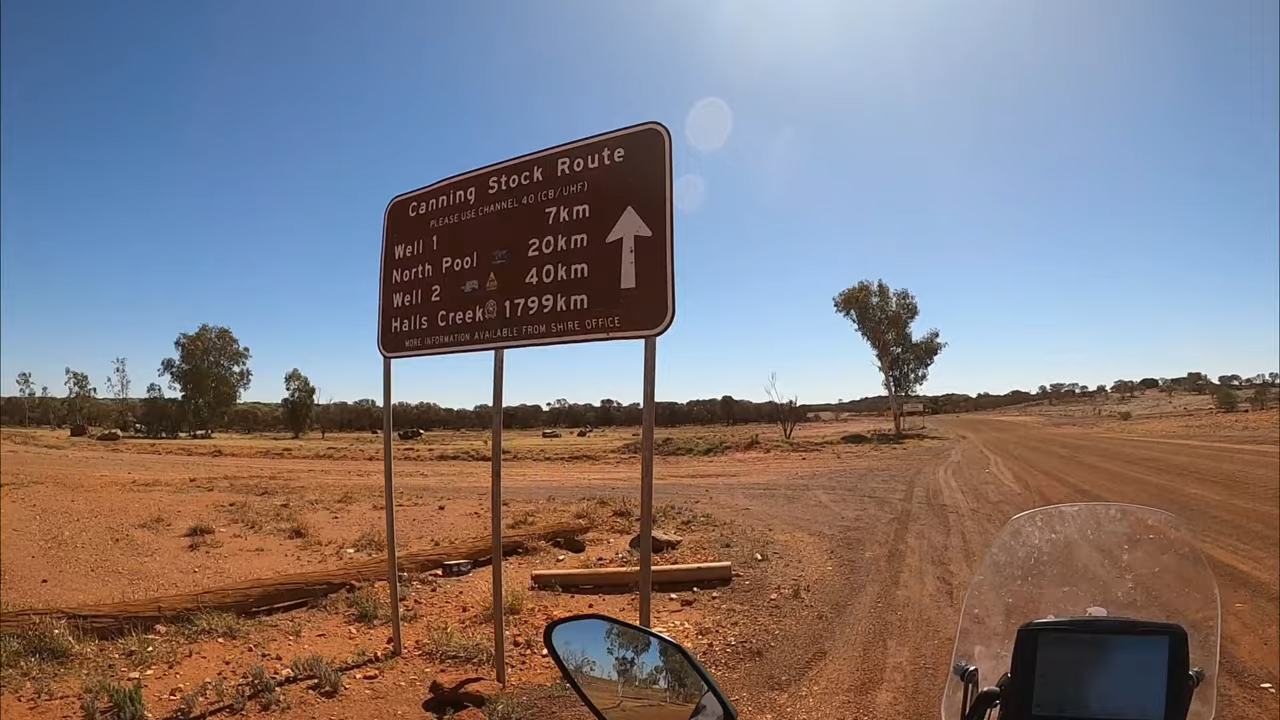 Canning Stock Route
PLEASE USE CHANNEL 40 (CB/UHF)
Well 1 7km
North Pool 20km
Well 2 40km
Halls Creek 1799km
MORE INFORMATION AVAILABLE FROM SHIRE OFFICE